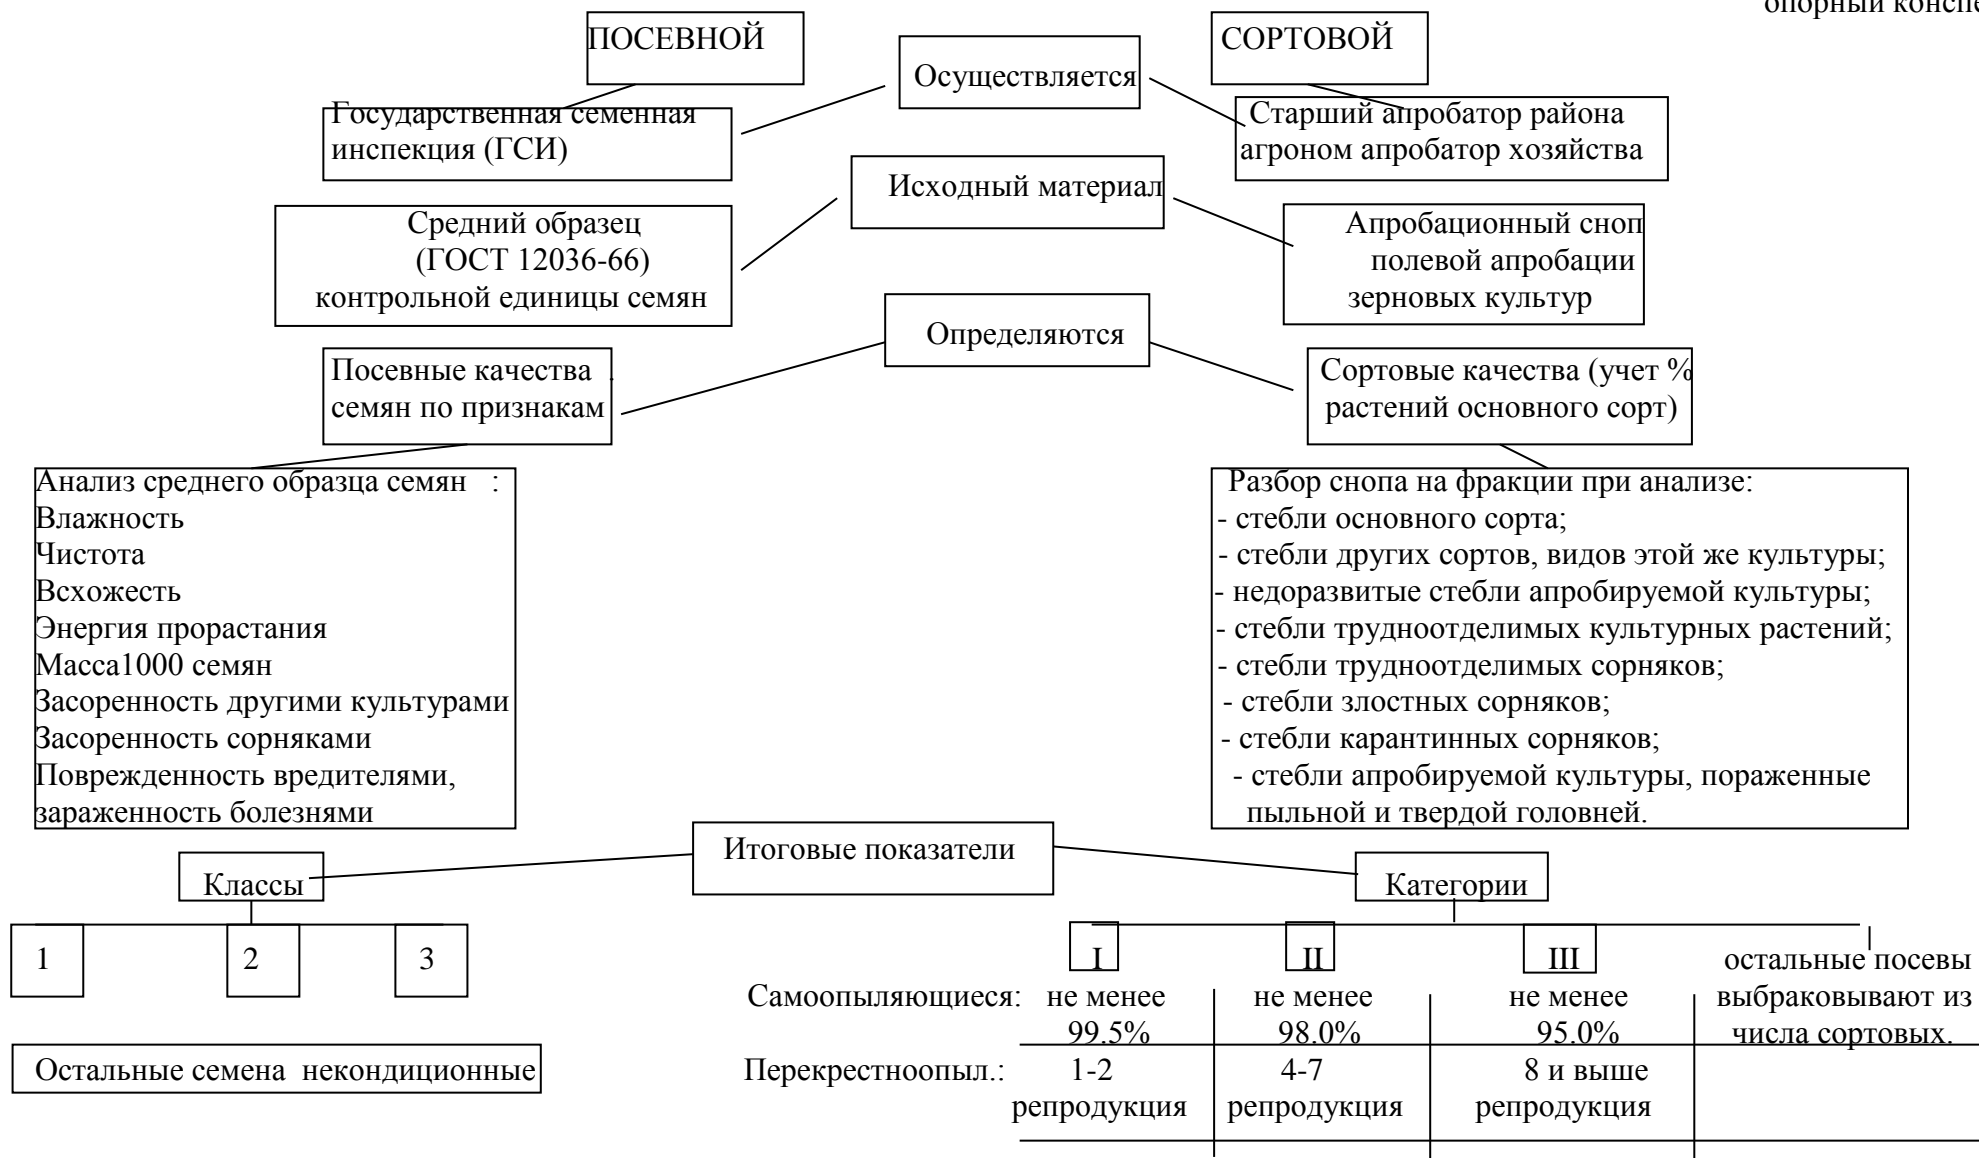 опорный конспе
ПОСЕВНОЙ
СОРТОВОЙ
Осуществляется
Государственная семенная
инспекция (ГСИ)
Старший апробатор района
агроном апробатор хозяйства
Исходный материал
Средний образец
(ГОСТ 12036-66)
контрольной единицы семян
Апробационный сноп
полевой апробации
зерновых культур
Определяются
Посевные качества .
семян по признакам
Сортовые качества (учет %
растений основного сорт)
Анализ среднего образца семян :
Влажность
Чистота
Всхожесть
Энергия прорастания
Масса1000 семян
Засоренность другими культурами
Засоренность сорняками
Поврежденность вредителями,
зараженность болезнями
Разбор снопа на фракции при анализе:
- стебли основного сорта;
- стебли других сортов, видов этой же культуры;
- недоразвитые стебли апробируемой культуры;
- стебли трудноотделимых культурных растений;
- стебли трудноотделимых сорняков;
- стебли злостных сорняков;
- стебли карантинных сорняков;
- стебли апробируемой культуры, пораженные
пыльной и твердой головней.
Итоговые показатели
Классы
Категории
1 2 3
I II III остальные посевы
Самоопыляющиеся: не менее не менее не менее выбраковывают из
99.5% 98.0% 95.0% числа сортовых.
Остальные семена некондиционные
Перекрестноопыл.: 1-2 4-7 8 и выше
репродукция репродукция репродукция